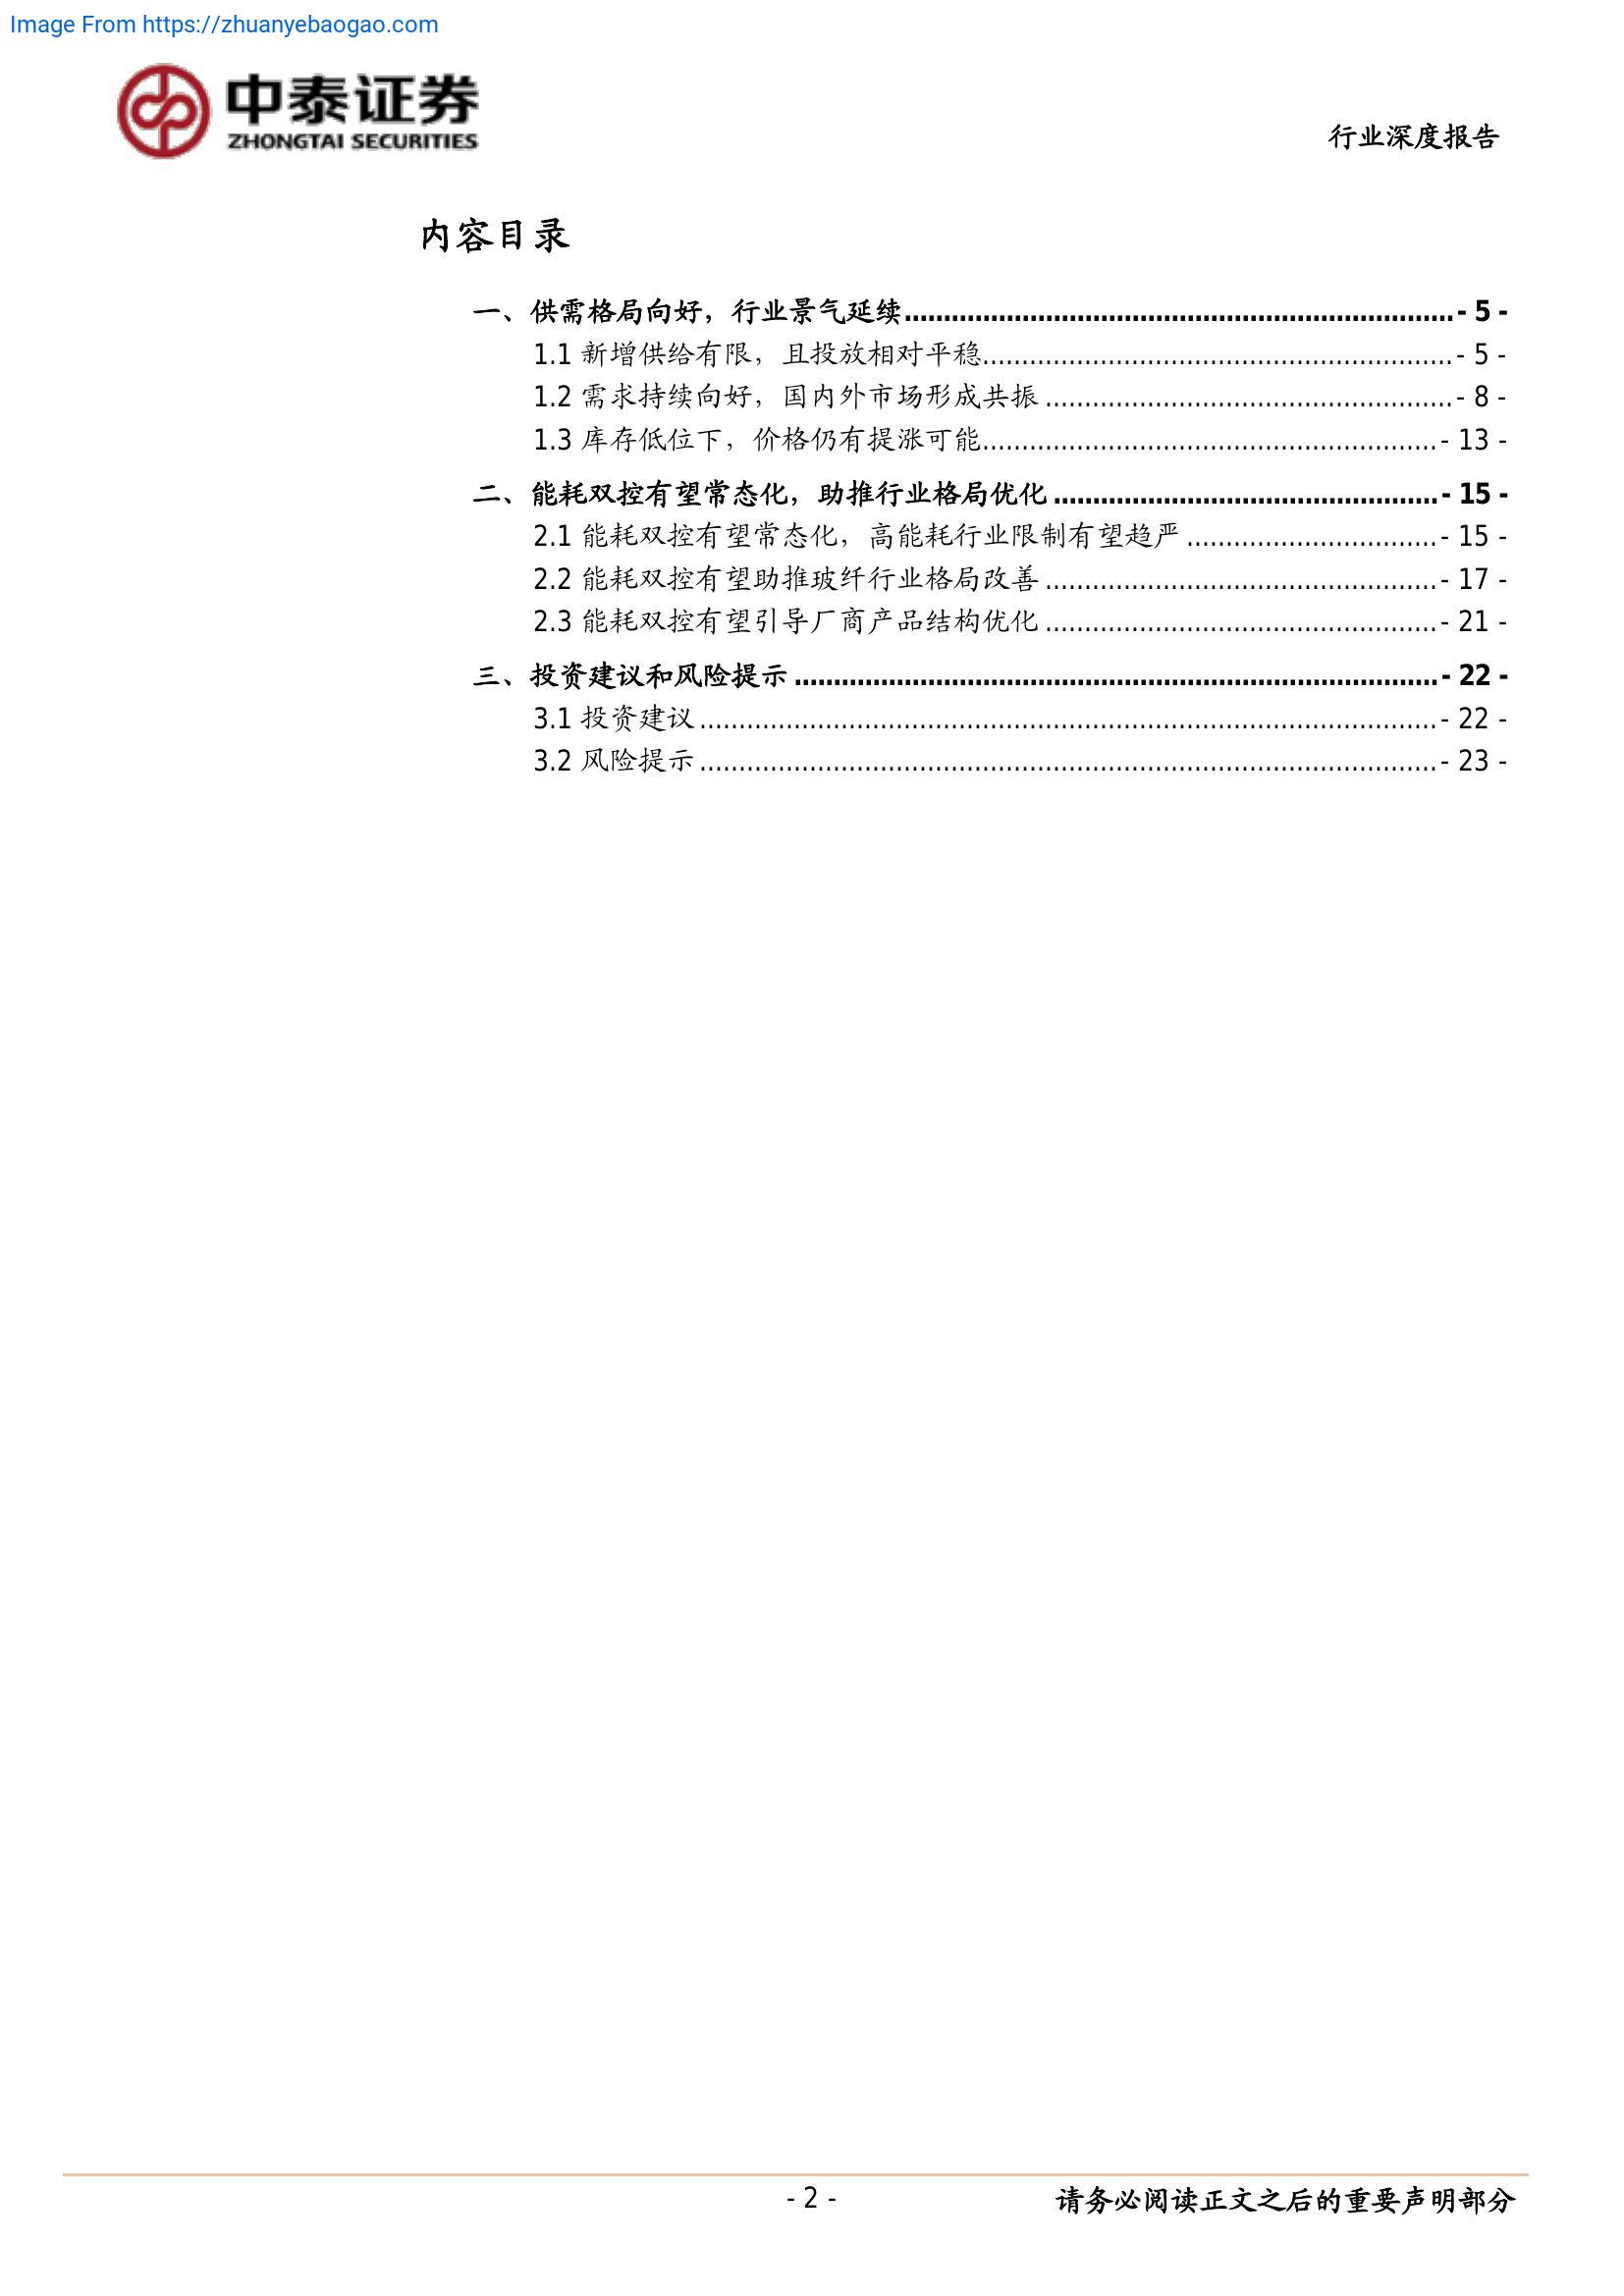 Image From https://zhuanyebaogao.com
中泰证券
ZHONGTAI SECURITIES
行业深度报告
内容目录
一、供需格局向好，行业景气延续......................................................................- 5 -
1.1 新增供给有限，且投放相对平稳............................................................- 5 -
1.2 需求持续向好，国内外市场形成共振 ....................................................- 8 -
1.3 库存低位下，价格仍有提涨可能..........................................................- 13 -
二、能耗双控有望常态化，助推行业格局优化 .................................................- 15 -
2.1 能耗双控有望常态化，高能耗行业限制有望趋严 ................................- 15 -
2.2 能耗双控有望助推玻纤行业格局改善 ..................................................- 17 -
2.3 能耗双控有望引导厂商产品结构优化 ..................................................- 21 -
三、投资建议和风险提示 ..................................................................................- 22 -
3.1 投资建议 ..............................................................................................- 22 -
3.2 风险提示 ..............................................................................................- 23 -
- 2 -
请务必阅读正文之后的重要声明部分